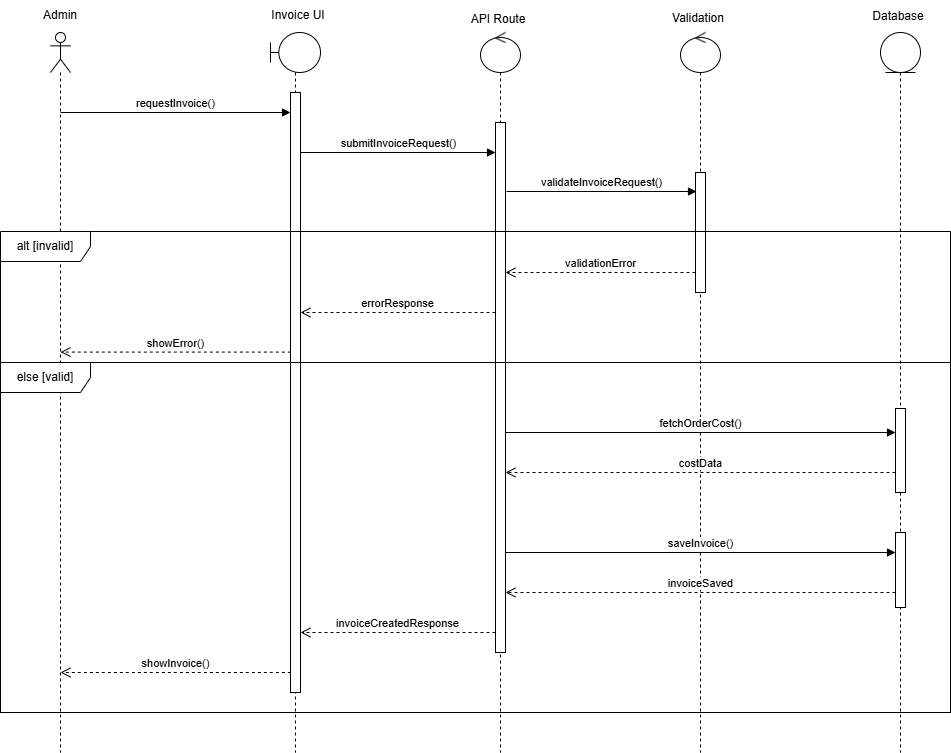 Admin
Invoice UI
API Route
Validation
Database
requestInvoice()
submitInvoiceRequest()
validateInvoiceRequest()
alt [invalid]
validationError
errorResponse
showError()
else [valid]
fetchOrderCost()
costData
saveInvoice()
invoiceSaved
invoiceCreatedResponse
showInvoice()